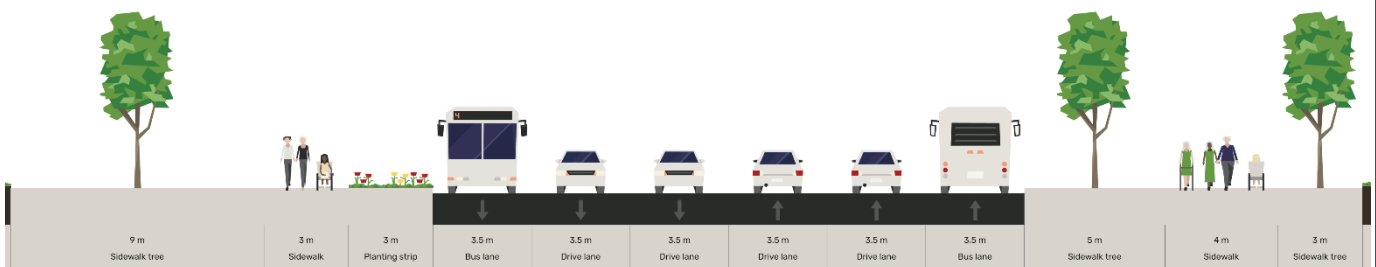 4
9 m
Sidewalk tree
3 m
Sidewalk
3 m
Planting strip
3.5 m
Bus lane
3.5 m
Drive lane
3.5 m
Drive lane
3.5 m
Drive lane
3.5 m
Drive lane
3.5 m
Bus lane
5 m
Sidewalk tree
4 m
Sidewalk
3 m
Sidewalk tree